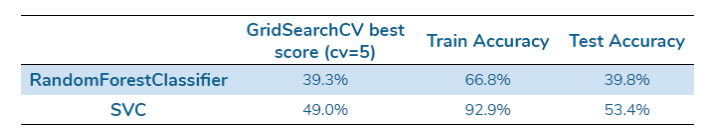 GridSearchCV best score (cv=5) Train Accuracy Test Accuracy
RandomForestClassifier 39.3% 66.8% 39.8%
SVC 49.0% 92.9% 53.4%